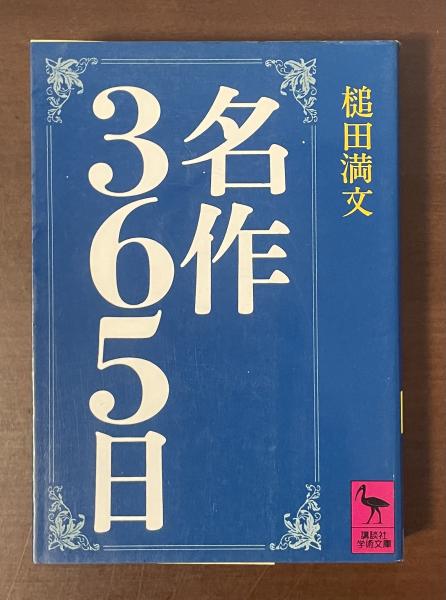 槌田満文
名作
365日
講談社
学術文庫